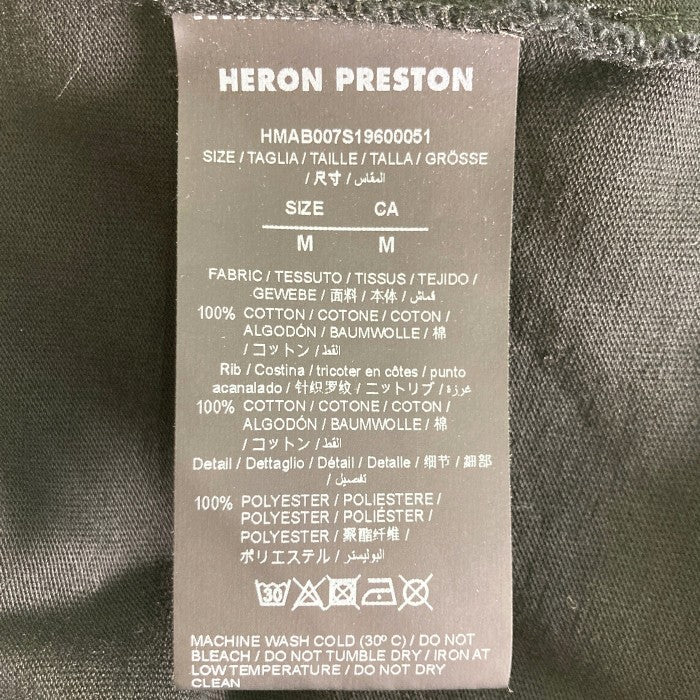 HERON PRESTON
HMAB007S19600051
SIZE / TAGLIA / TAILLE / TALLA / GRÖSSE
/ 尺寸 / المقاس
SIZE CA
M M
FABRIC / TESSUTO / TISSUS / TEJIDO /
GEWEBE / 面料 / 本体 / قماش
100% COTTON / COTONE / COTON /
ALGODÓN / BAUMWOLLE / 棉
/ コットン / القط
Rib / Costina / tricoter en côtes / punto
acanalado / 针织罗纹 / ニットリブ / غرزة
100% COTTON / COTONE / COTON /
ALGODÓN / BAUMWOLLE / 棉
/ コットン / القط
Detail / Dettaglio / Détail / Detalle / 细节 / 細部
/ تفصيل
100% POLYESTER / POLIESTERE /
POLYESTER / POLIÉSTER /
POLYESTER / 聚酯纤维 /
ポリエステル / البوليستر
30
MACHINE WASH COLD (30º C) / DO NOT
BLEACH / DO NOT TUMBLE DRY / IRON AT
LOW TEMPERATURE / DO NOT DRY
CLEAN